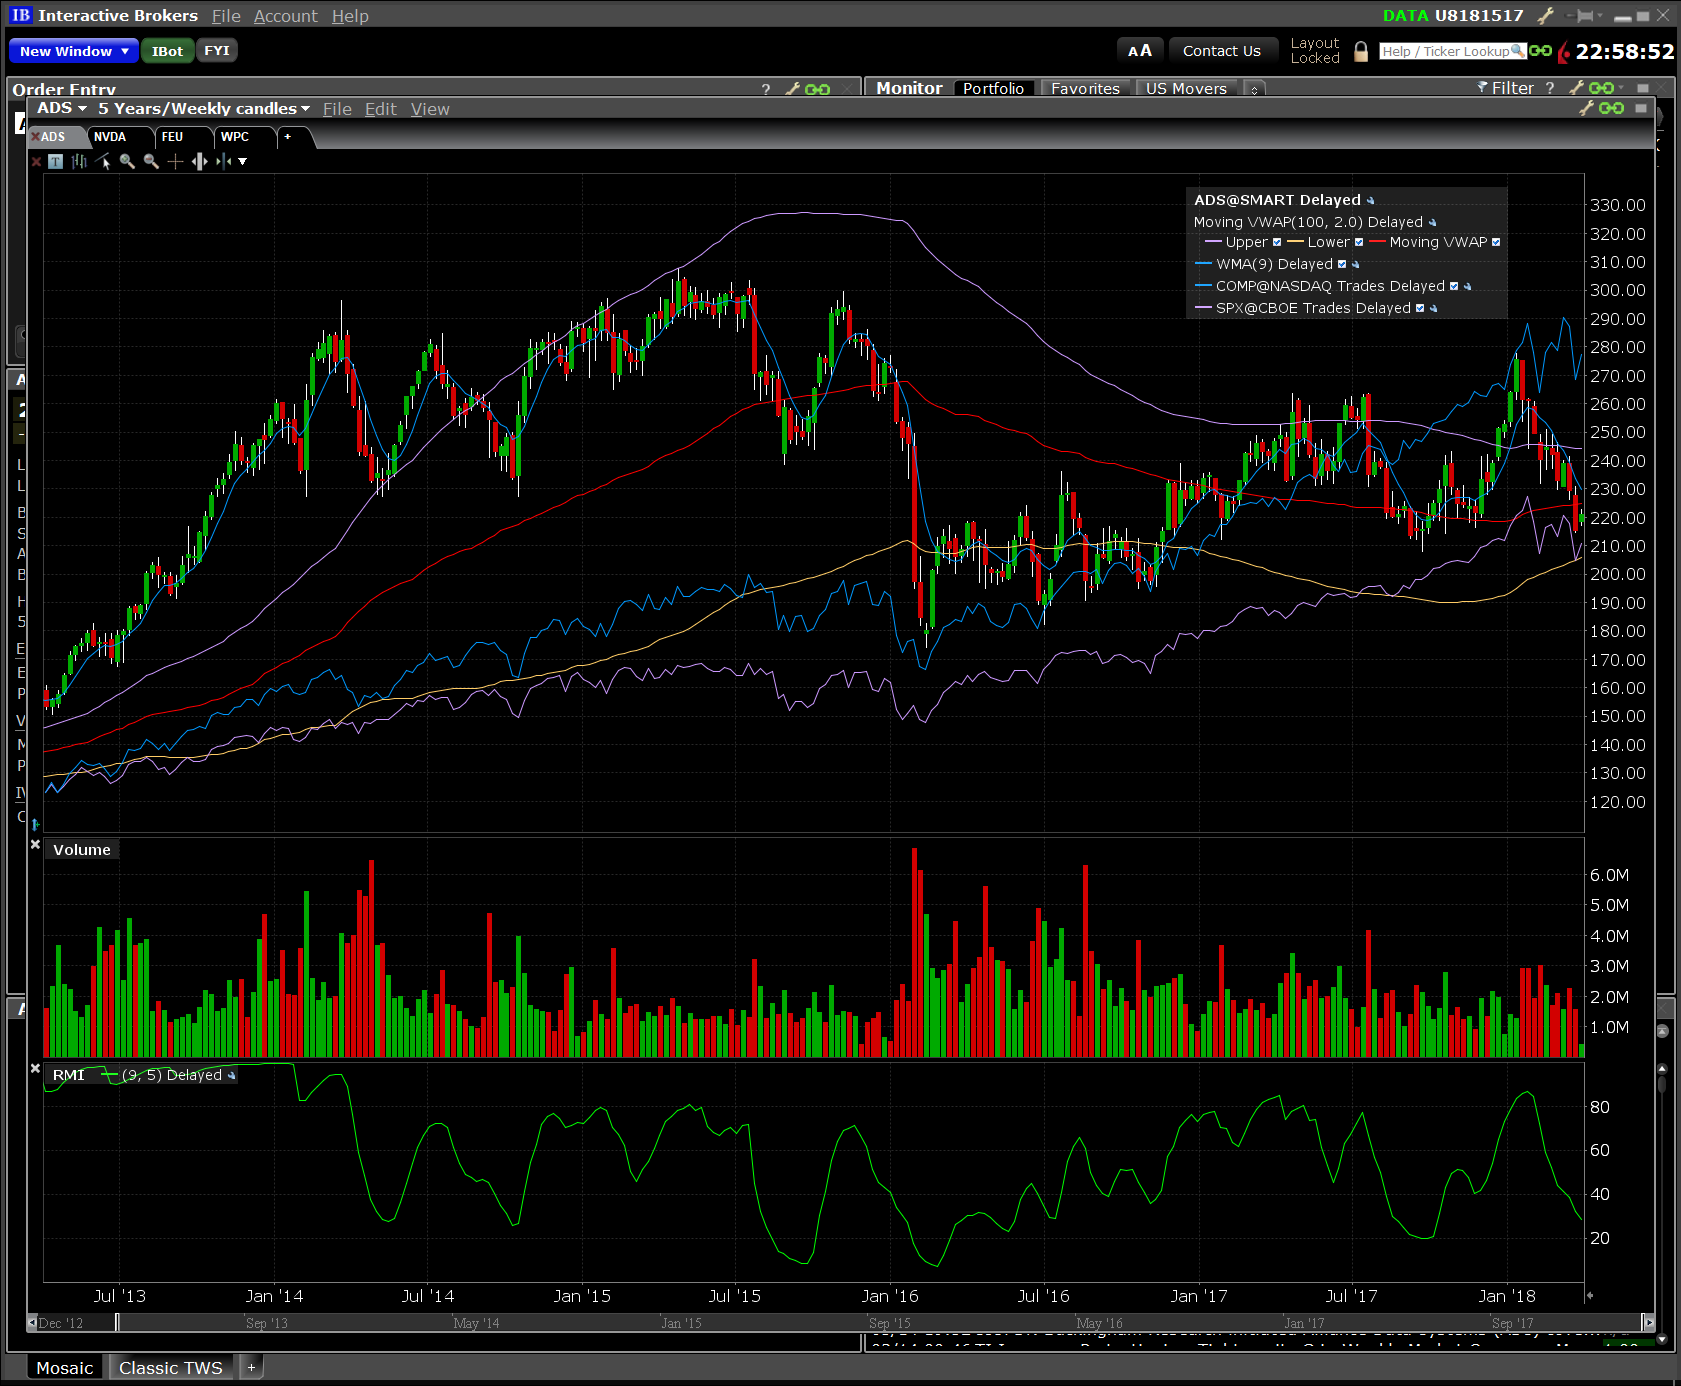 IB Interactive Brokers File Account Help DATA U8181517
New Window ▼ IBot FYI AA Contact Us Layout Locked Help / Ticker Lookup 22:58:52
Order Entry ? Monitor Portfolio Favorites US Movers Filter ?
ADS ▾ 5 Years/Weekly candles ▾ File Edit View
ADS NVDA FEU WPC +
T
ADS@SMART Delayed
Moving VWAP(100, 2.0) Delayed
Upper Lower Moving VWAP
WMA(9) Delayed
COMP@NASDAQ Trades Delayed
SPX@CBOE Trades Delayed
330.00
320.00
310.00
300.00
290.00
280.00
270.00
260.00
250.00
240.00
230.00
220.00
210.00
200.00
190.00
180.00
170.00
160.00
150.00
140.00
130.00
120.00
Volume
6.0M
5.0M
4.0M
3.0M
2.0M
1.0M
RMI (9, 5) Delayed
80
60
40
20
Jul '13 Jan '14 Jul '14 Jan '15 Jul '15 Jan '16 Jul '16 Jan '17 Jul '17 Jan '18
Dec '12 Sep '13 May '14 Jan '15 Sep '15 May '16 Jan '17 Sep '17
Mosaic Classic TWS +